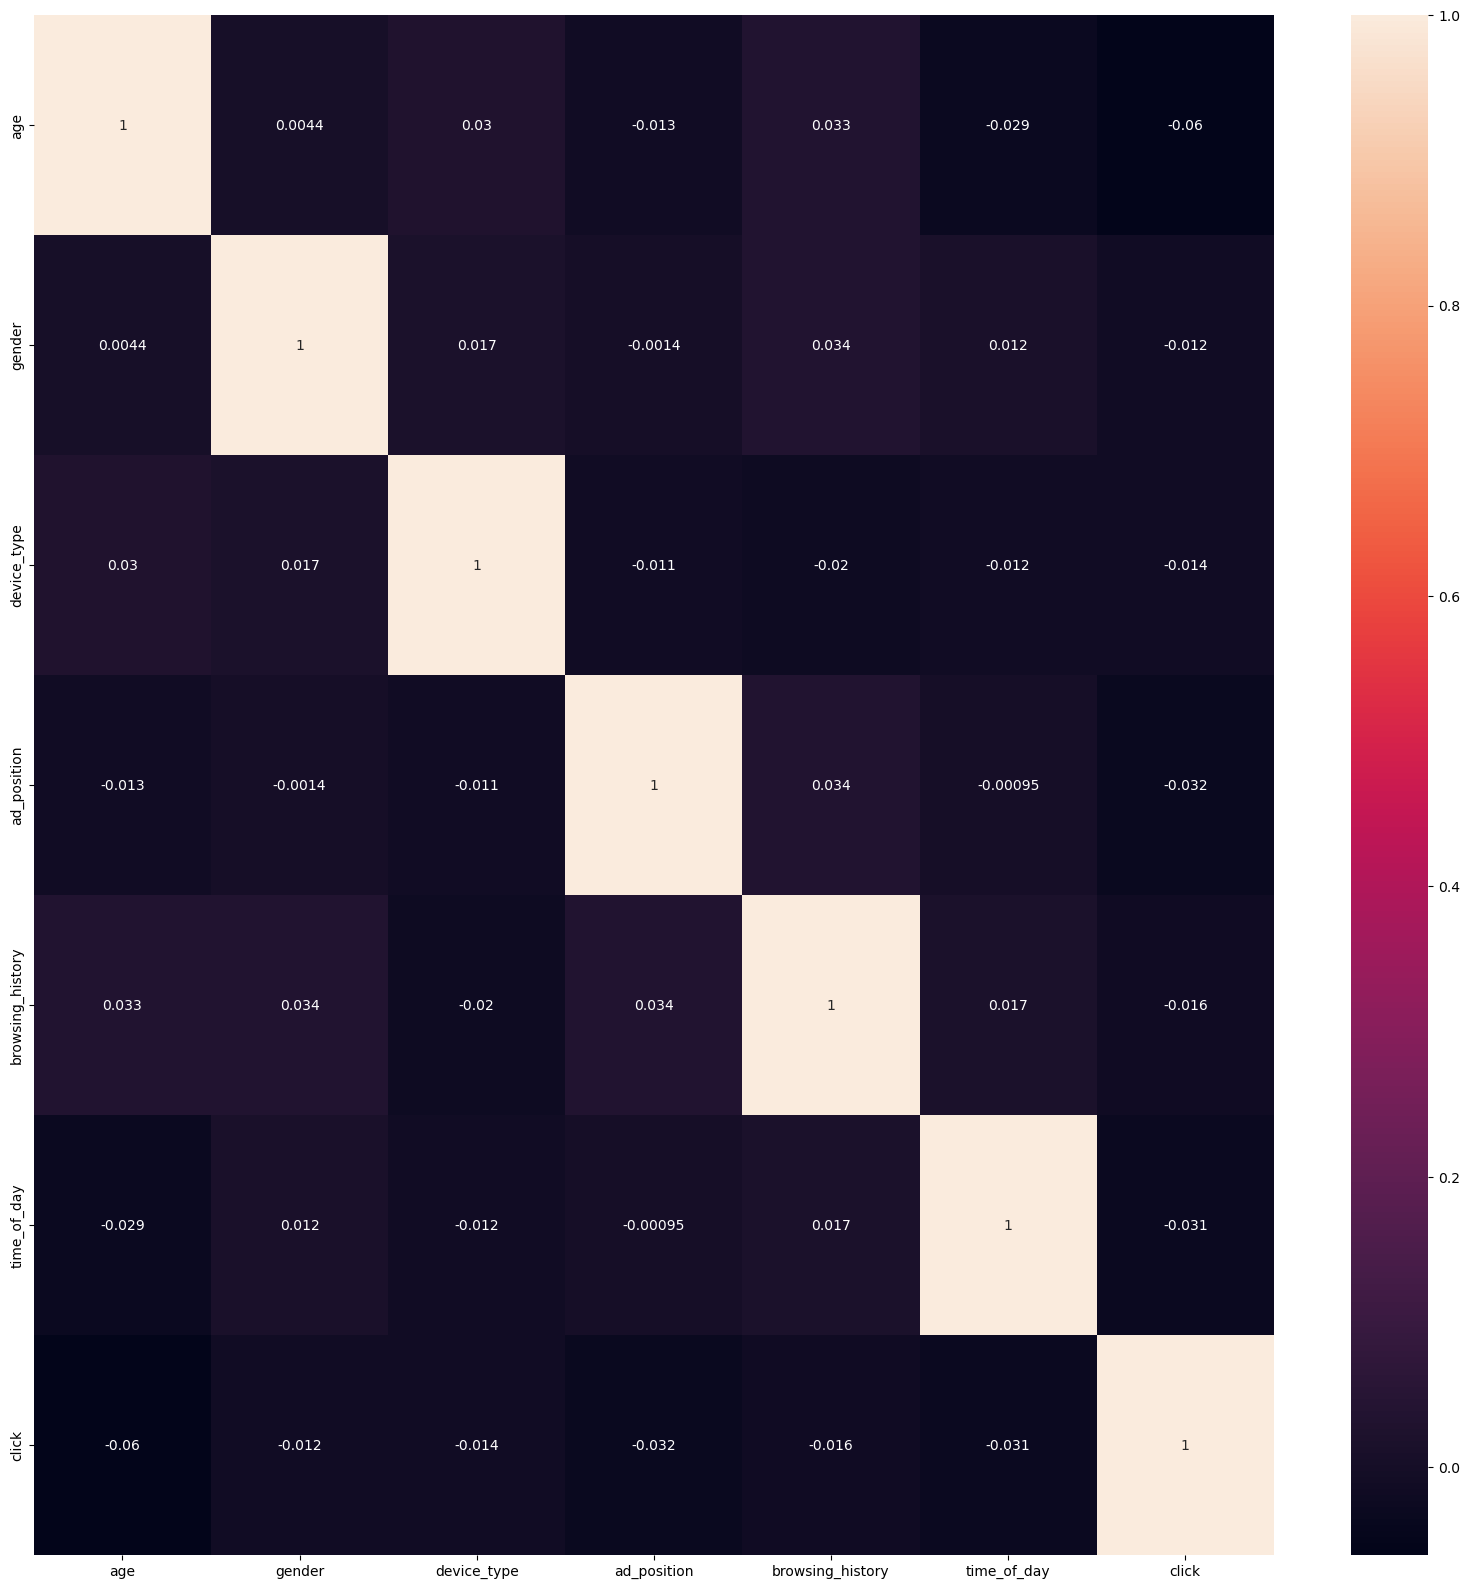 age 1 0.0044 0.03 -0.013 0.033 -0.029 -0.06
gender 0.0044 1 0.017 -0.0014 0.034 0.012 -0.012
device_type 0.03 0.017 1 -0.011 -0.02 -0.012 -0.014
ad_position -0.013 -0.0014 -0.011 1 0.034 -0.00095 -0.032
browsing_history 0.033 0.034 -0.02 0.034 1 0.017 -0.016
time_of_day -0.029 0.012 -0.012 -0.00095 0.017 1 -0.031
click -0.06 -0.012 -0.014 -0.032 -0.016 -0.031 1
age gender device_type ad_position browsing_history time_of_day click
1.0
0.8
0.6
0.4
0.2
0.0